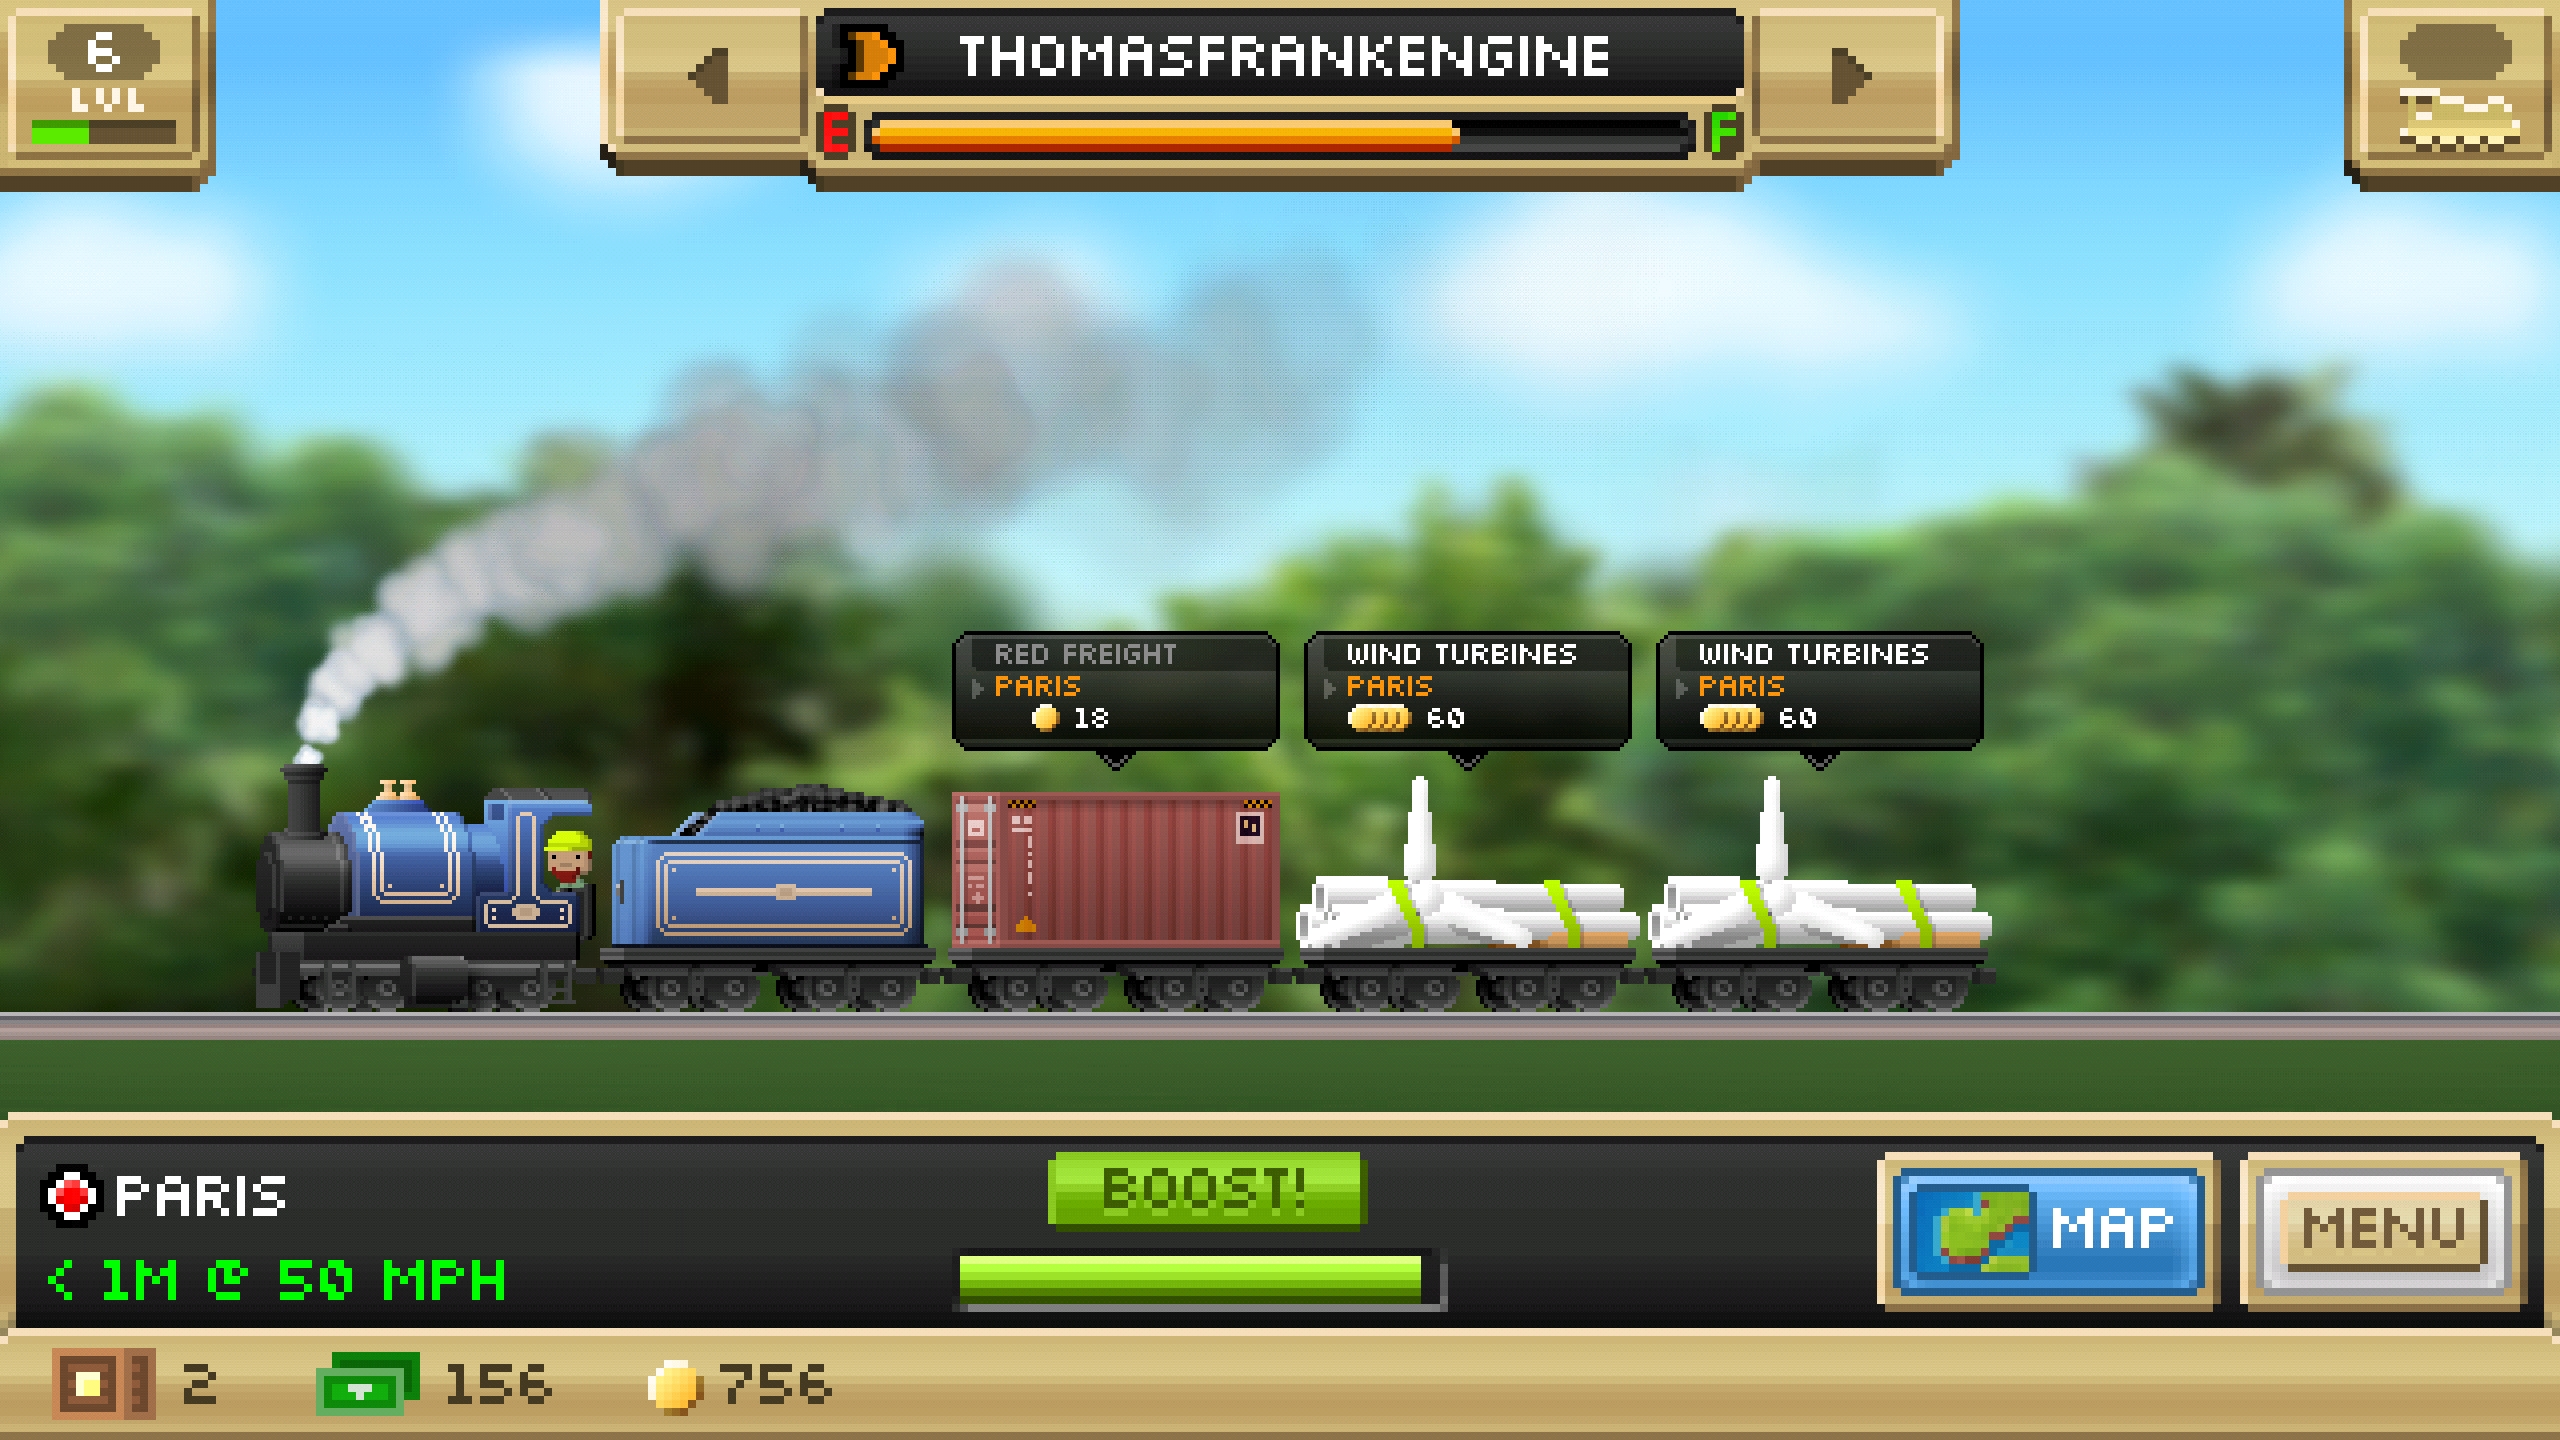 6
LVL
THOMASFRANKENGINE
E F
RED FREIGHT
PARIS
18
WIND TURBINES
PARIS
60
WIND TURBINES
PARIS
60
PARIS
< 1M @ 50 MPH
BOOST!
MAP
MENU
2
156
756